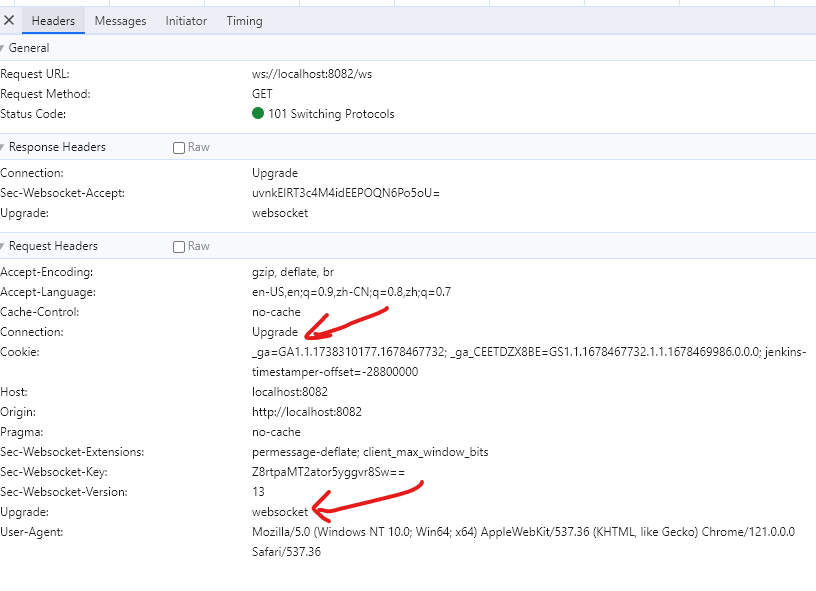 Headers Messages Initiator Timing
General
Request URL: ws://localhost:8082/ws
Request Method: GET
Status Code: 101 Switching Protocols
Response Headers Raw
Connection: Upgrade
Sec-Websocket-Accept: uvnkEIRT3c4M4idEEPOQN6Po5oU=
Upgrade: websocket
Request Headers Raw
Accept-Encoding: gzip, deflate, br
Accept-Language: en-US,en;q=0.9,zh-CN;q=0.8,zh;q=0.7
Cache-Control: no-cache
Connection: Upgrade
Cookie: _ga=GA1.1.1738310177.1678467732; _ga_CEETDZX8BE=GS1.1.1678467732.1.1.1678469986.0.0.0; jenkins-
timestamper-offset=-28800000
Host: localhost:8082
Origin: http://localhost:8082
Pragma: no-cache
Sec-Websocket-Extensions: permessage-deflate; client_max_window_bits
Sec-Websocket-Key: Z8rtpaMT2ator5yggvr8Sw==
Sec-Websocket-Version: 13
Upgrade: websocket
User-Agent: Mozilla/5.0 (Windows NT 10.0; Win64; x64) AppleWebKit/537.36 (KHTML, like Gecko) Chrome/121.0.0.0
Safari/537.36